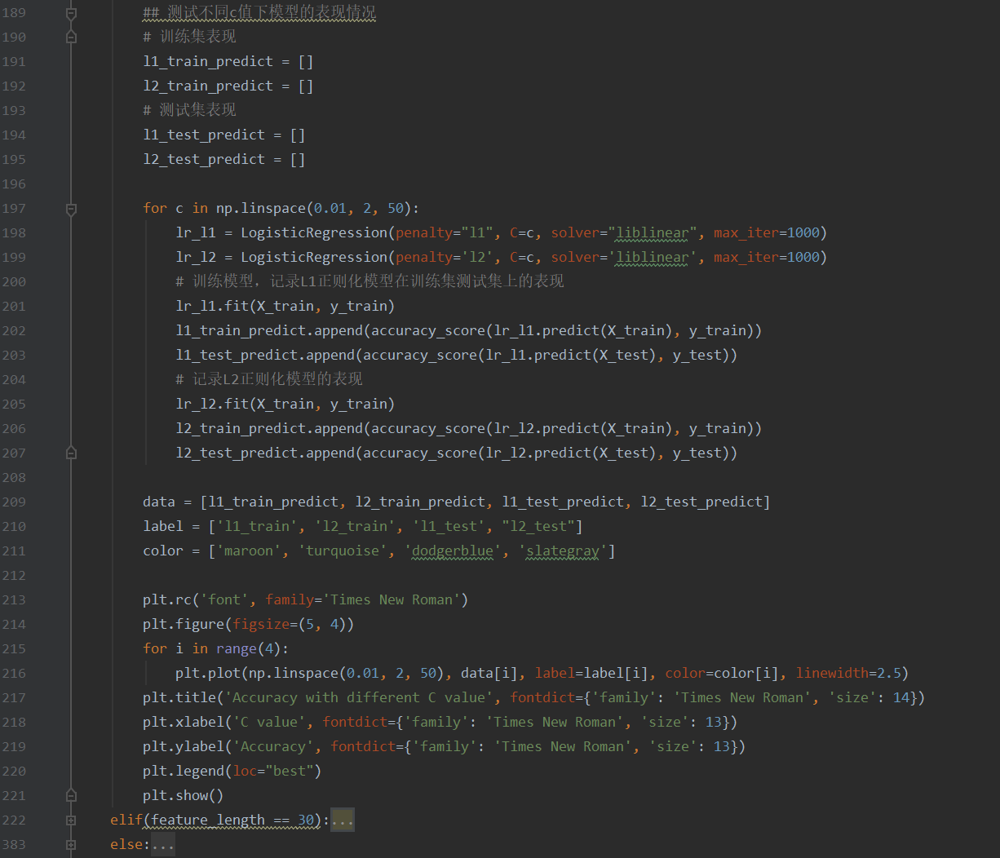 189 ## 测试不同c值下模型的表现情况
190 # 训练集表现
191 l1_train_predict = []
192 l2_train_predict = []
193 # 测试集表现
194 l1_test_predict = []
195 l2_test_predict = []
196
197 for c in np.linspace(0.01, 2, 50):
198 lr_l1 = LogisticRegression(penalty="l1", C=c, solver="liblinear", max_iter=1000)
199 lr_l2 = LogisticRegression(penalty='l2', C=c, solver='liblinear', max_iter=1000)
200 # 训练模型，记录L1正则化模型在训练集测试集上的表现
201 lr_l1.fit(X_train, y_train)
202 l1_train_predict.append(accuracy_score(lr_l1.predict(X_train), y_train))
203 l1_test_predict.append(accuracy_score(lr_l1.predict(X_test), y_test))
204 # 记录L2正则化模型的表现
205 lr_l2.fit(X_train, y_train)
206 l2_train_predict.append(accuracy_score(lr_l2.predict(X_train), y_train))
207 l2_test_predict.append(accuracy_score(lr_l2.predict(X_test), y_test))
208
209 data = [l1_train_predict, l2_train_predict, l1_test_predict, l2_test_predict]
210 label = ['l1_train', 'l2_train', 'l1_test', "l2_test"]
211 color = ['maroon', 'turquoise', 'dodgerblue', 'slategray']
212
213 plt.rc('font', family='Times New Roman')
214 plt.figure(figsize=(5, 4))
215 for i in range(4):
216 plt.plot(np.linspace(0.01, 2, 50), data[i], label=label[i], color=color[i], linewidth=2.5)
217 plt.title('Accuracy with different C value', fontdict={'family': 'Times New Roman', 'size': 14})
218 plt.xlabel('C value', fontdict={'family': 'Times New Roman', 'size': 13})
219 plt.ylabel('Accuracy', fontdict={'family': 'Times New Roman', 'size': 13})
220 plt.legend(loc="best")
221 plt.show()
222 elif(feature_length == 30):...
383 else:...